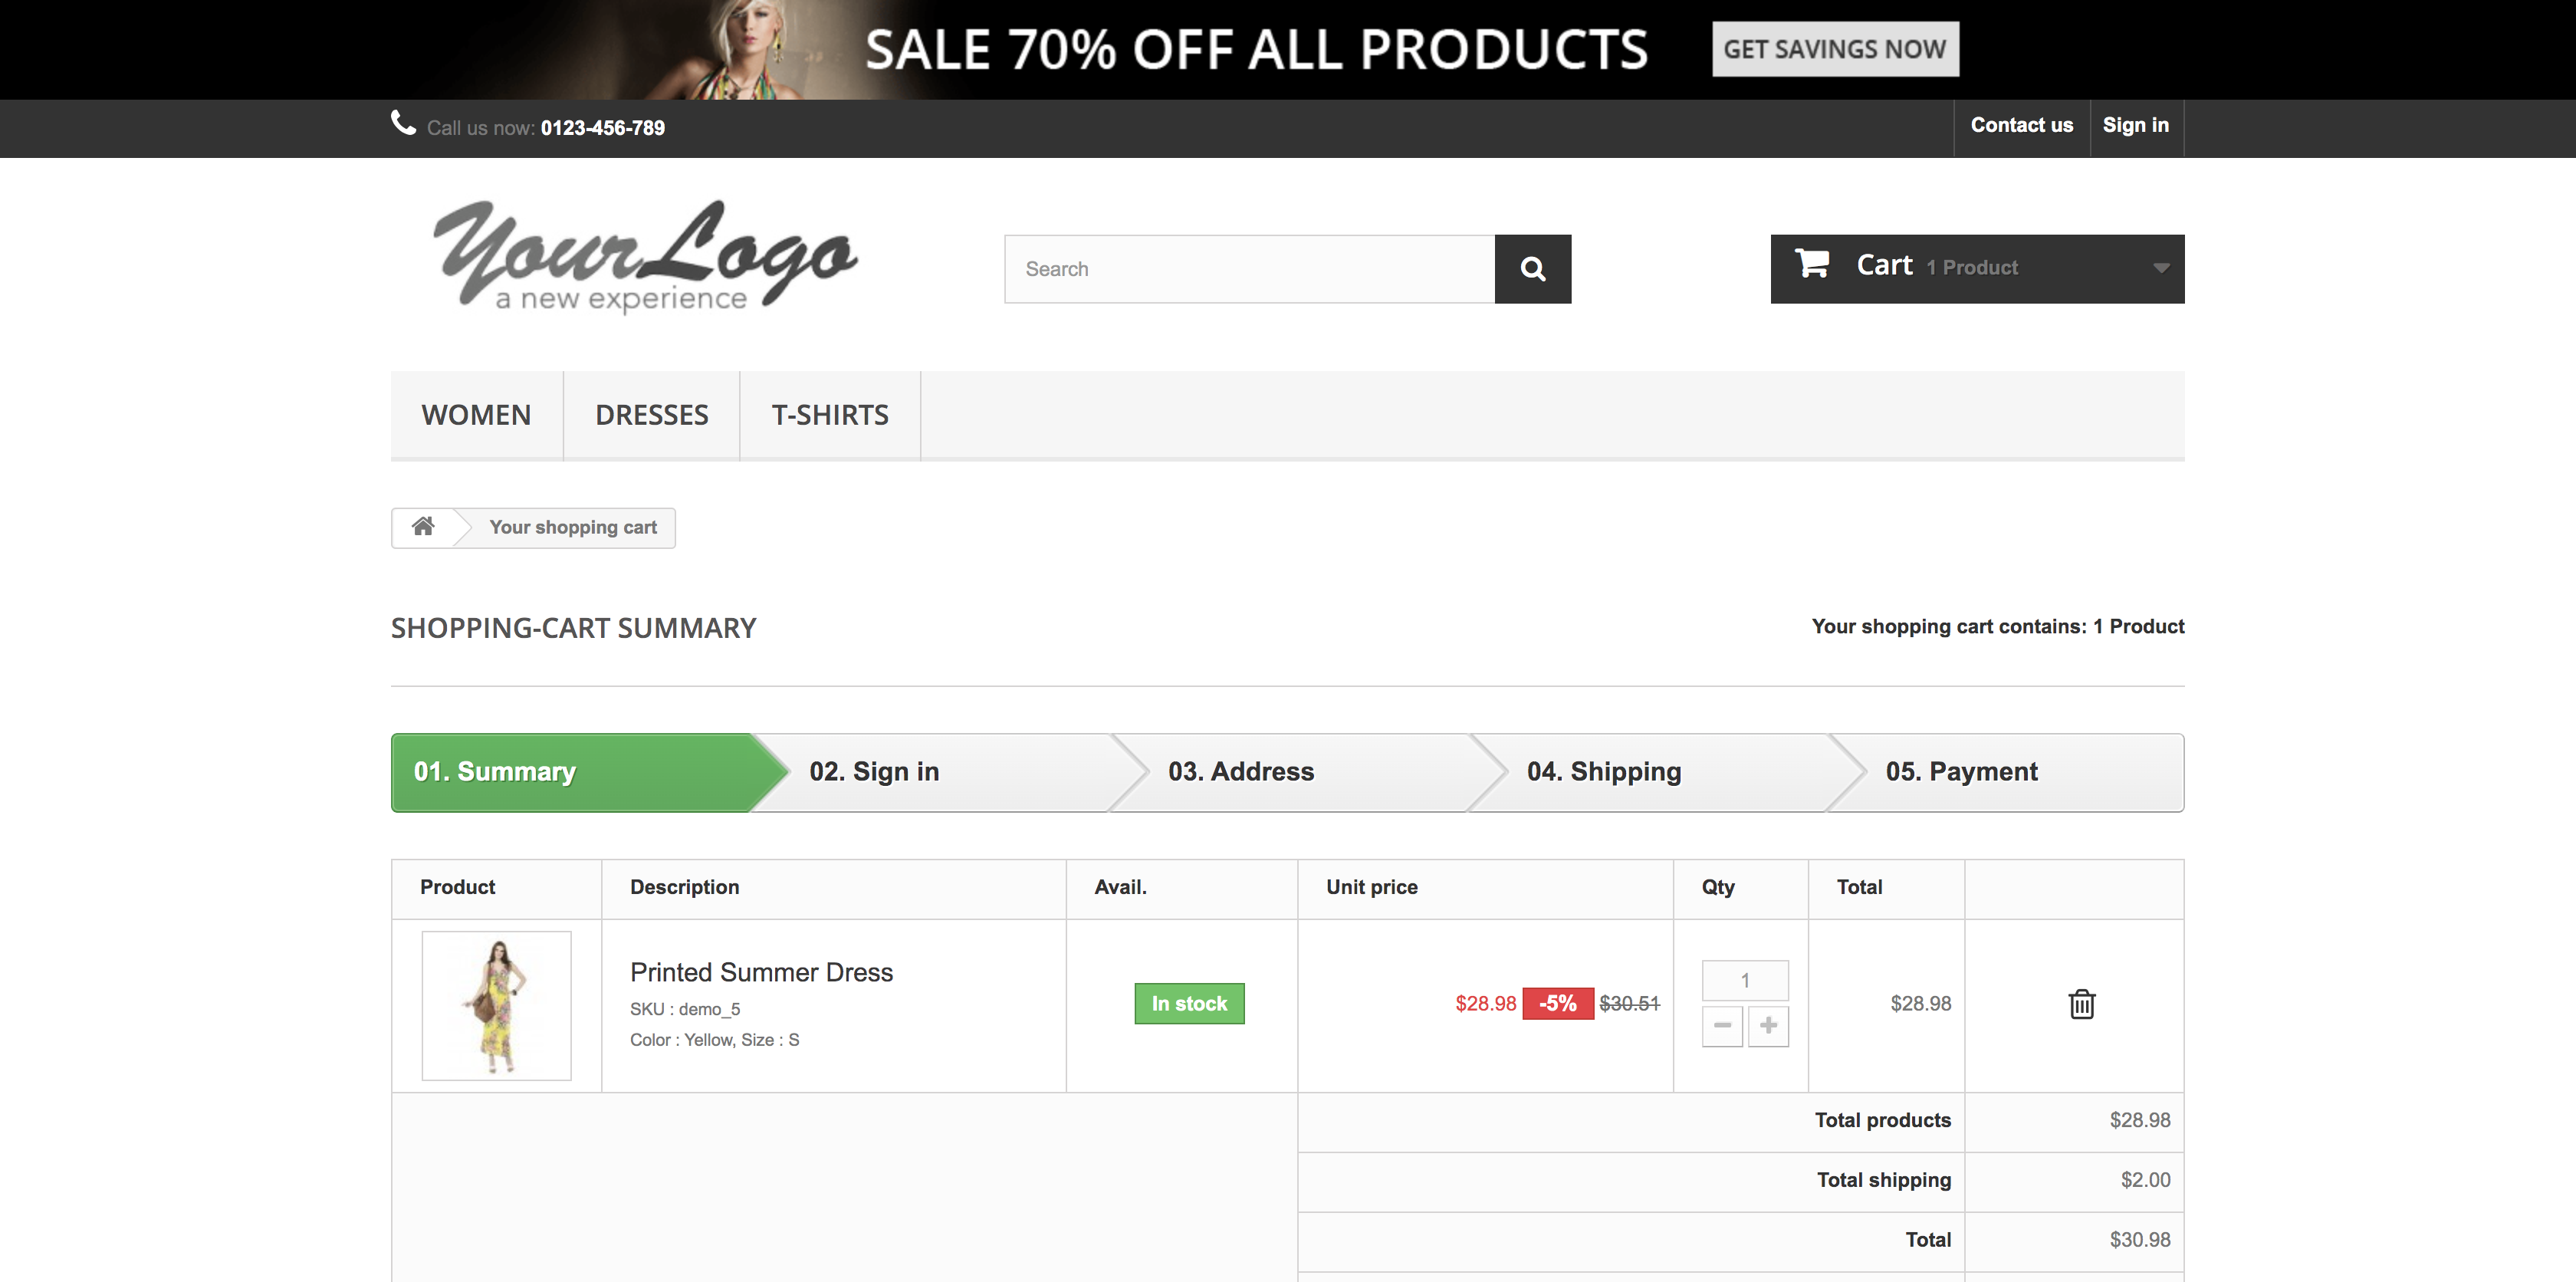 SALE 70% OFF ALL PRODUCTS GET SAVINGS NOW
Call us now: 0123-456-789 Contact us Sign in
YourLogo
a new experience
Search
Cart 1 Product
WOMEN DRESSES T-SHIRTS
Your shopping cart
SHOPPING-CART SUMMARY Your shopping cart contains: 1 Product
01. Summary 02. Sign in 03. Address 04. Shipping 05. Payment
Product Description Avail. Unit price Qty Total
Printed Summer Dress
SKU : demo_5
Color : Yellow, Size : S
In stock
$28.98 -5% $30.51
1
$28.98
Total products $28.98
Total shipping $2.00
Total $30.98